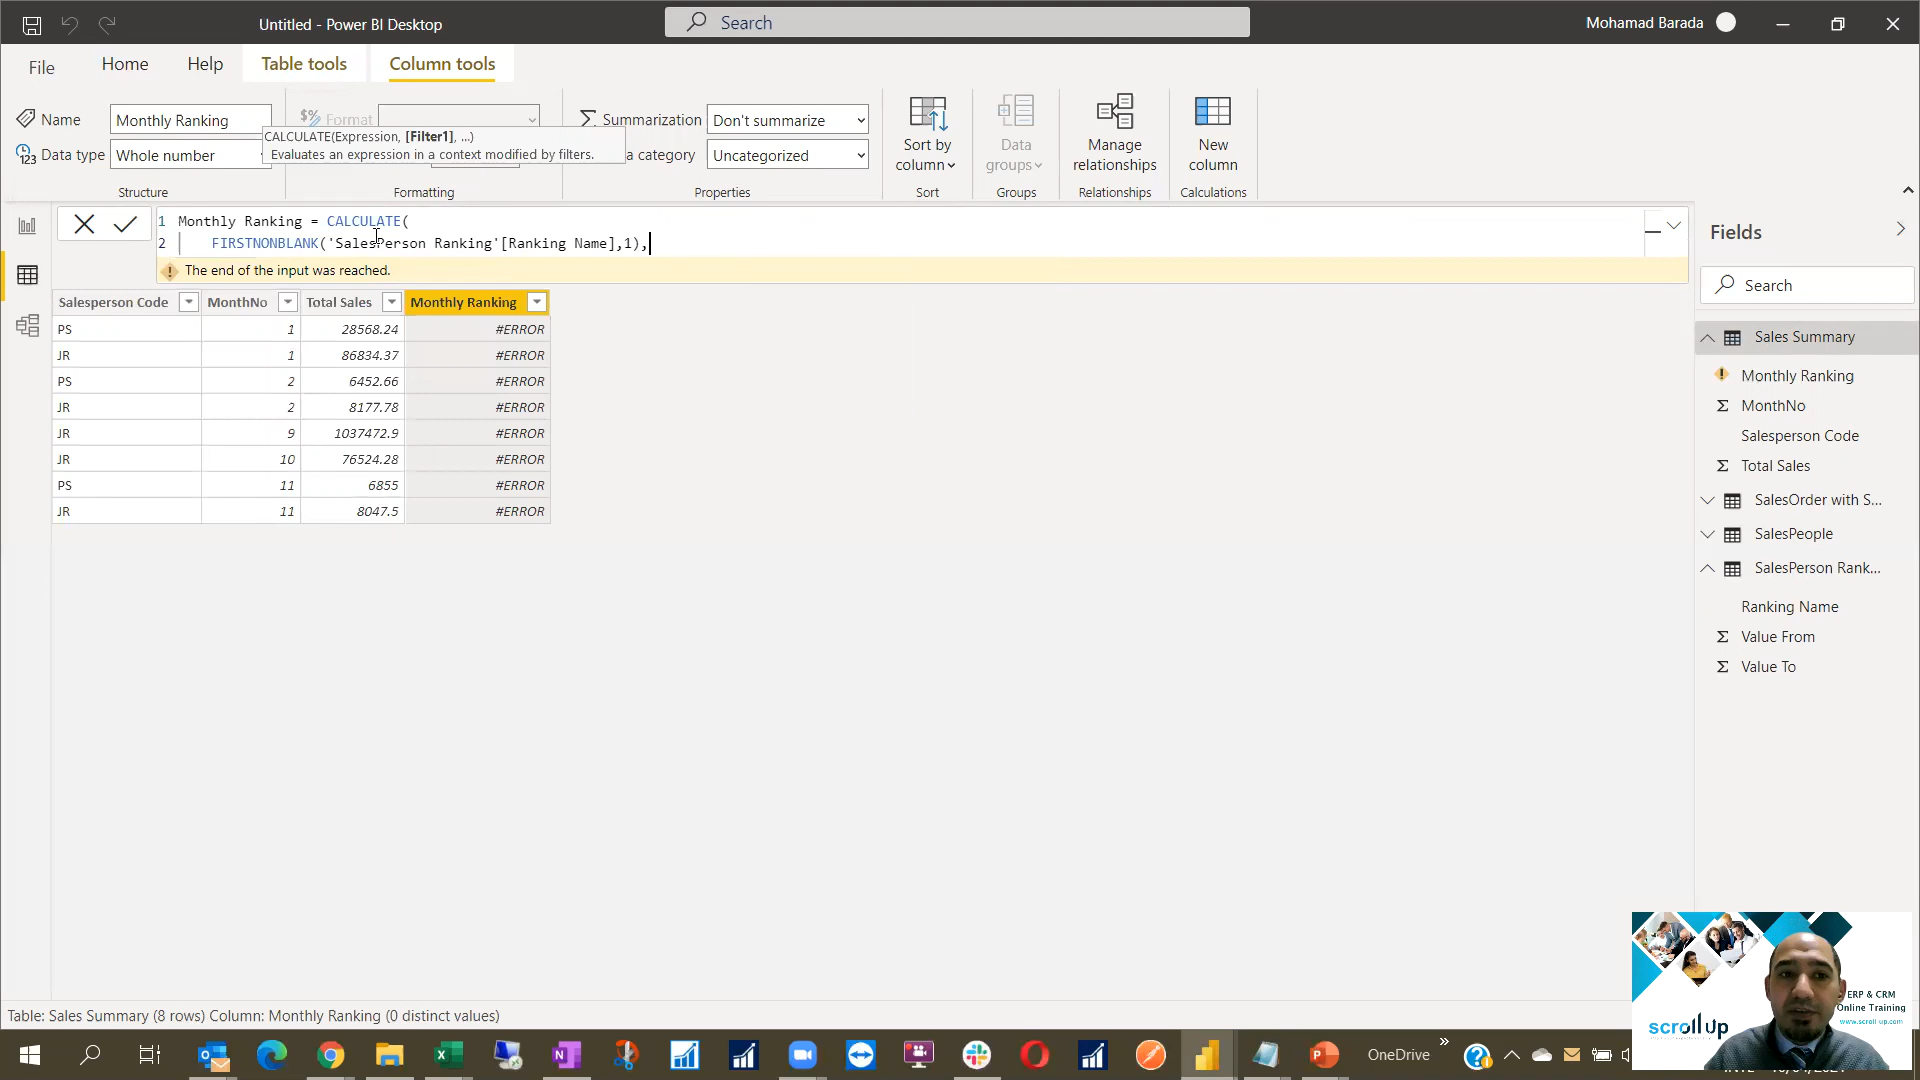 Untitled - Power BI Desktop
Search
Mohamad Barada
File
Home
Help
Table tools
Column tools
Name
Monthly Ranking
Format
Summarization
Don't summarize
CALCULATE(Expression, [Filter1], ...)
Evaluates an expression in a context modified by filters.
Data type
Whole number
a category
Uncategorized
Sort by
column
Data
groups
Manage
relationships
New
column
Structure
Formatting
Properties
Sort
Groups
Relationships
Calculations
1 Monthly Ranking = CALCULATE(
2 FIRSTNONBLANK('SalesPerson Ranking'[Ranking Name],1),
The end of the input was reached.
Salesperson Code MonthNo Total Sales Monthly Ranking
PS 1 28568.24 #ERROR
JR 1 86834.37 #ERROR
PS 2 6452.66 #ERROR
JR 2 8177.78 #ERROR
JR 9 1037472.9 #ERROR
JR 10 76524.28 #ERROR
PS 11 6855 #ERROR
JR 11 8047.5 #ERROR
Fields
Search
Sales Summary
Monthly Ranking
MonthNo
Salesperson Code
Total Sales
SalesOrder with S...
SalesPeople
SalesPerson Rank...
Ranking Name
Value From
Value To
ERP & CRM
Online Training
www.scroll-up.com
scroll up
Table: Sales Summary (8 rows) Column: Monthly Ranking (0 distinct values)
OneDrive